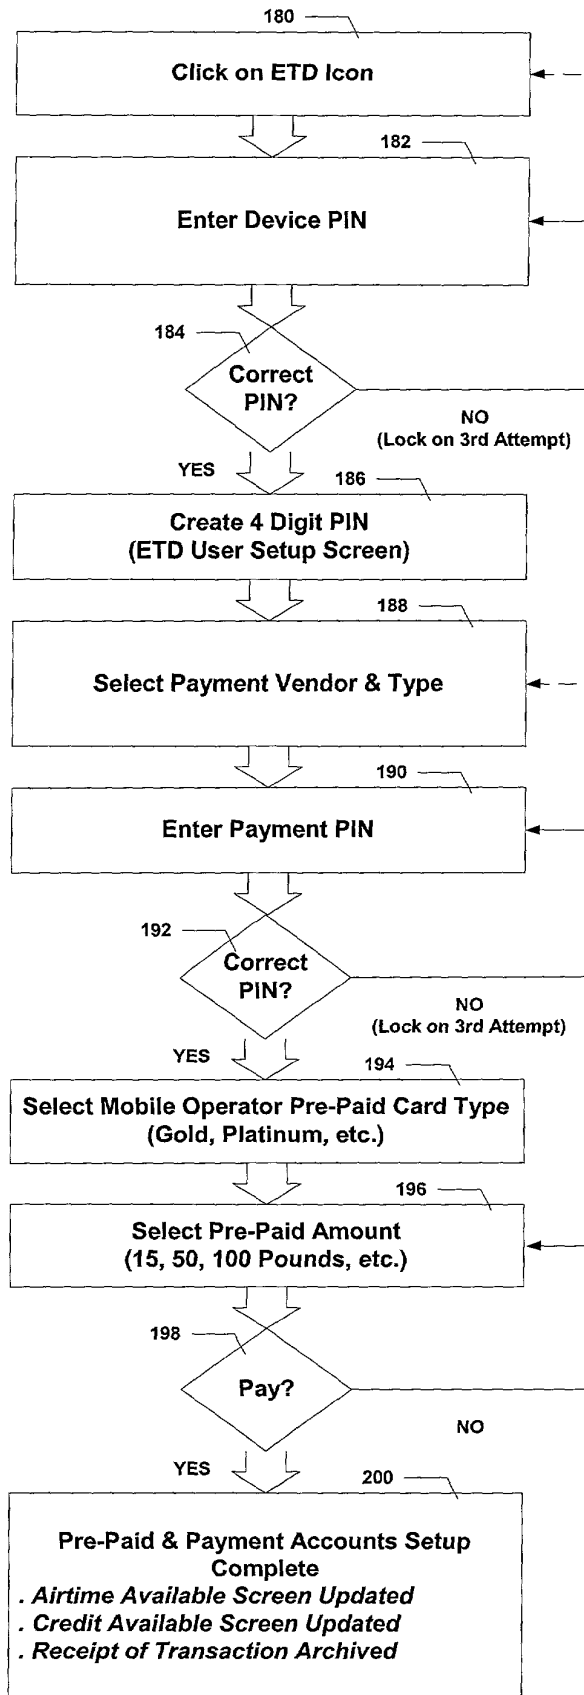 180
Click on ETD Icon
182
Enter Device PIN
184
Correct
PIN?
NO
(Lock on 3rd Attempt)
YES
186
Create 4 Digit PIN
(ETD User Setup Screen)
188
Select Payment Vendor & Type
190
Enter Payment PIN
192
Correct
PIN?
NO
(Lock on 3rd Attempt)
YES
194
Select Mobile Operator Pre-Paid Card Type
(Gold, Platinum, etc.)
196
Select Pre-Paid Amount
(15, 50, 100 Pounds, etc.)
198
Pay?
NO
YES
200
Pre-Paid & Payment Accounts Setup
Complete
. Airtime Available Screen Updated
. Credit Available Screen Updated
. Receipt of Transaction Archived